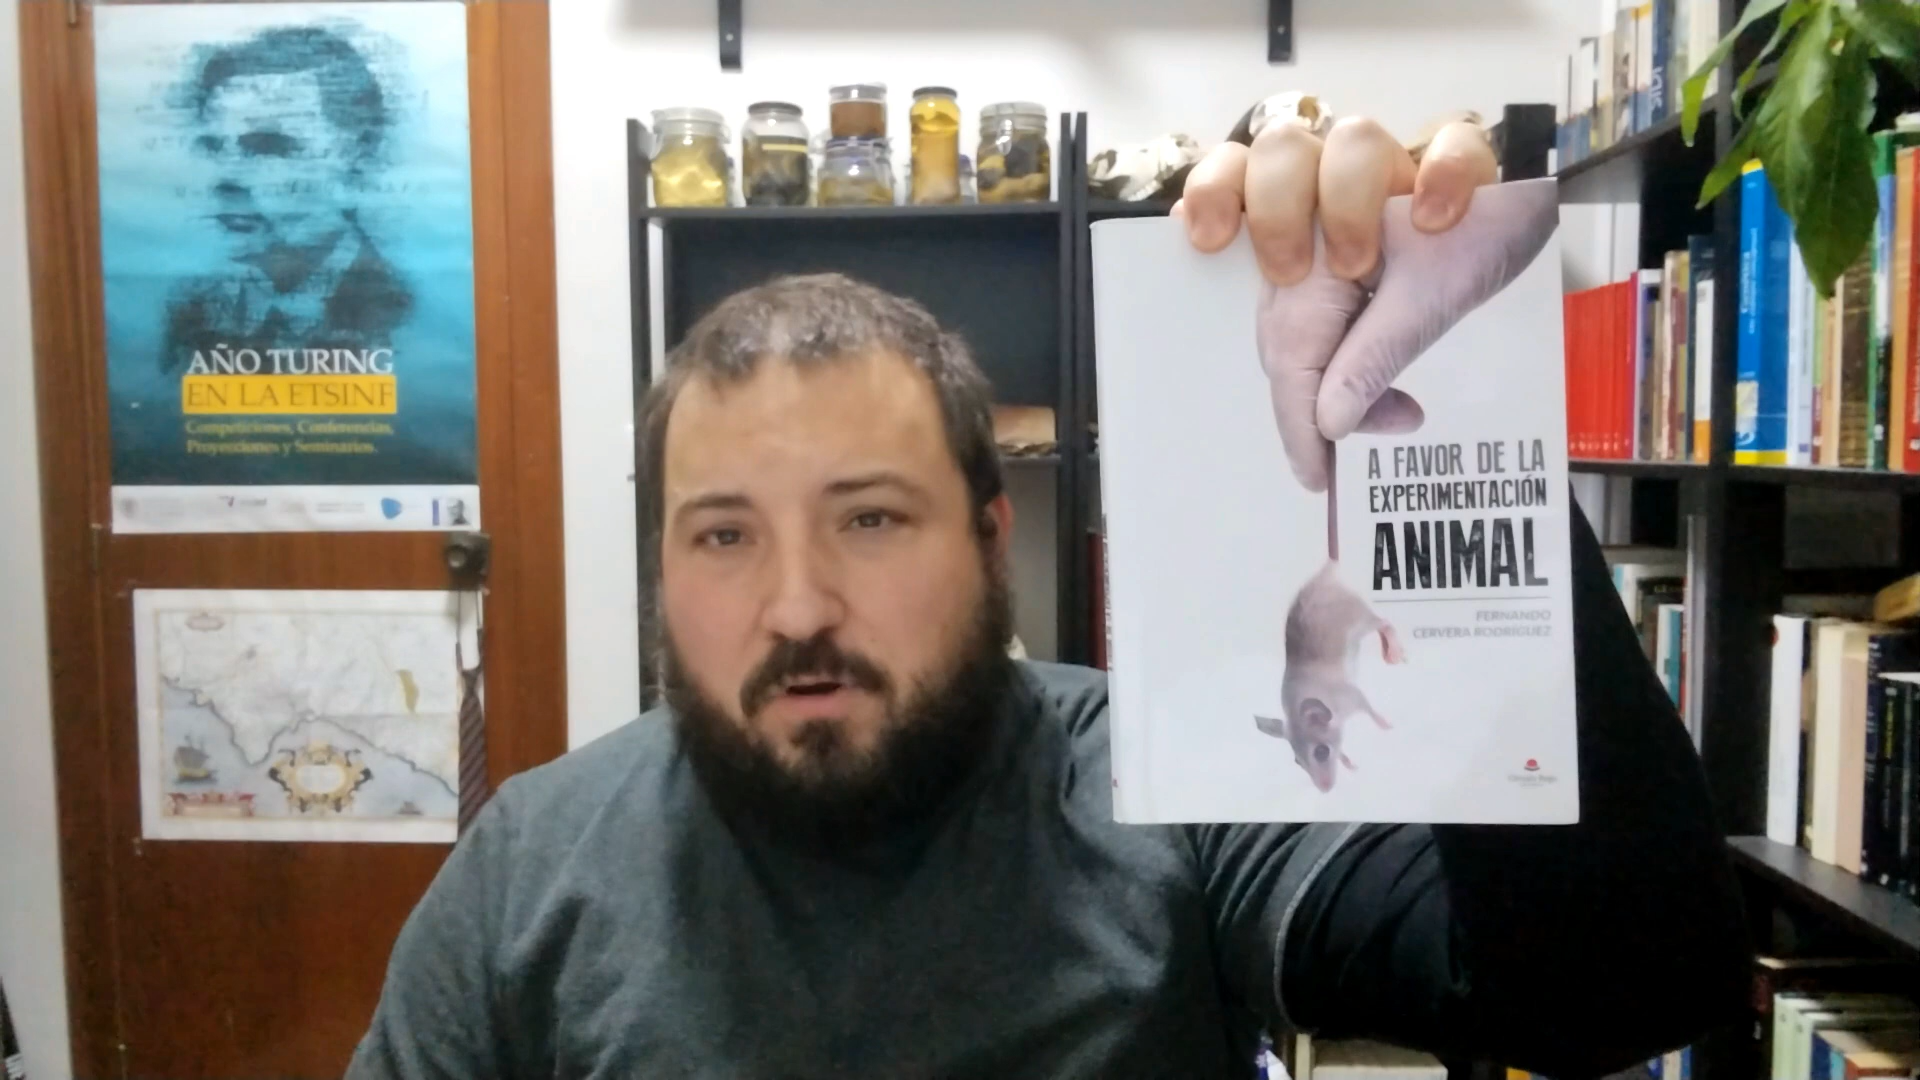 AÑO TURING
EN LA ETSINF
Competiciones, Conferencias,
Proyecciones y Seminarios.
A FAVOR DE LA
EXPERIMENTACIÓN
ANIMAL
FERNANDO
CERVERA RODRÍGUEZ